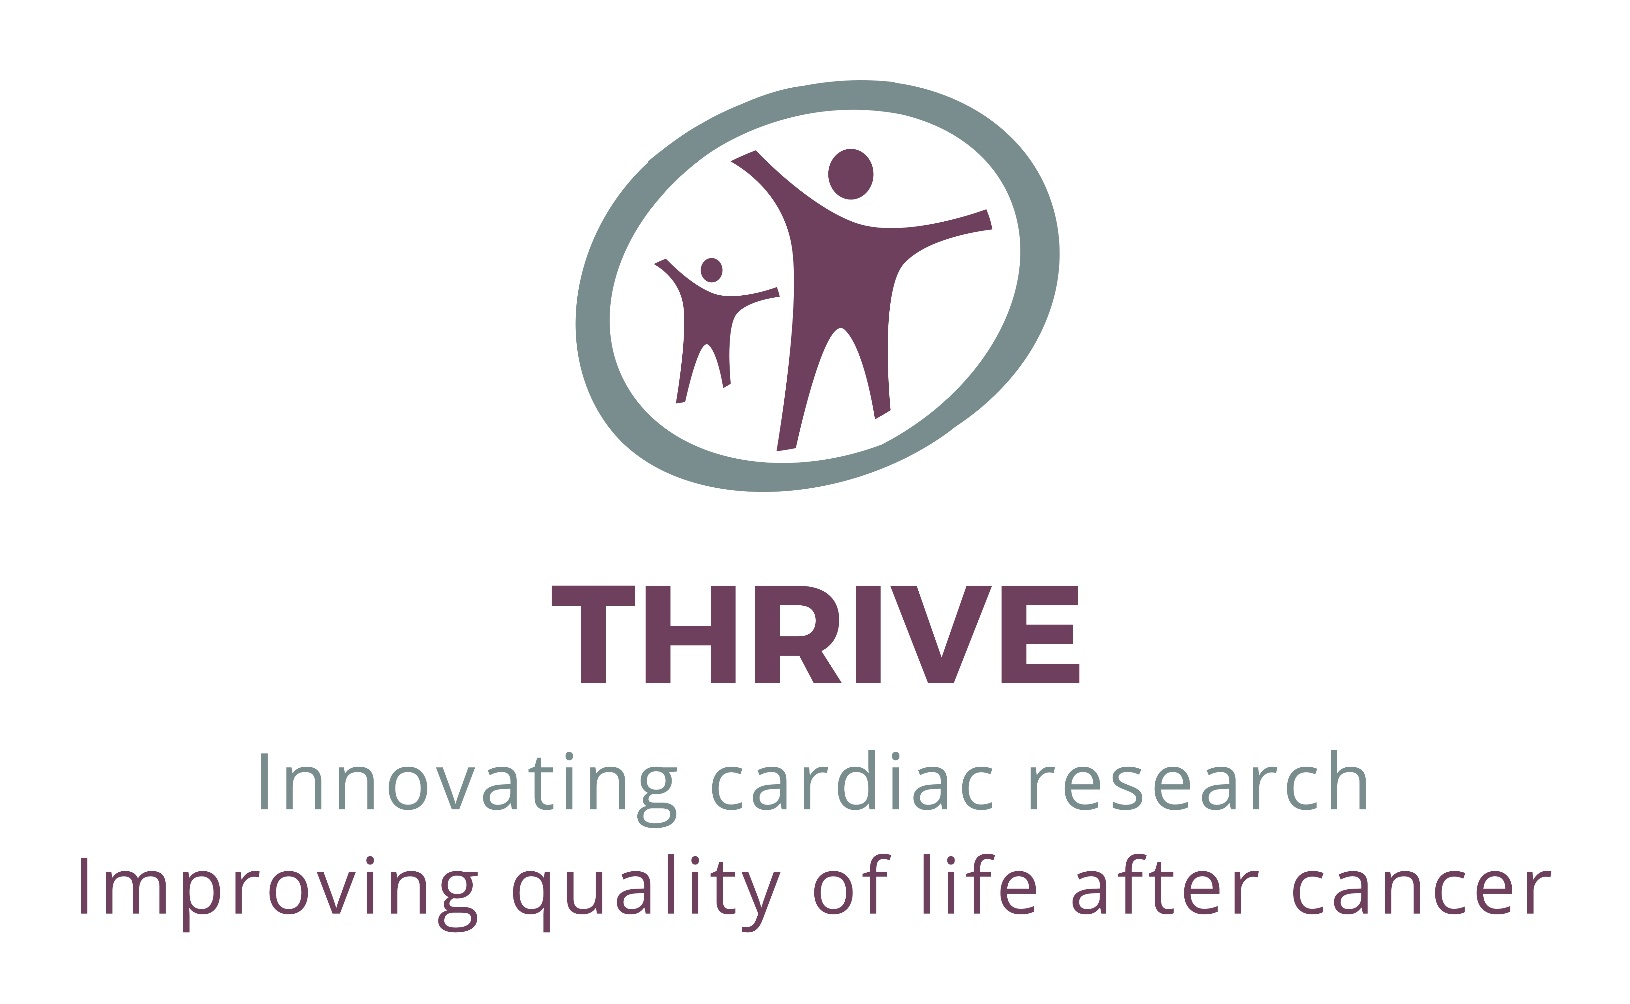 THRIVE
Innovating cardiac research
Improving quality of life after cancer